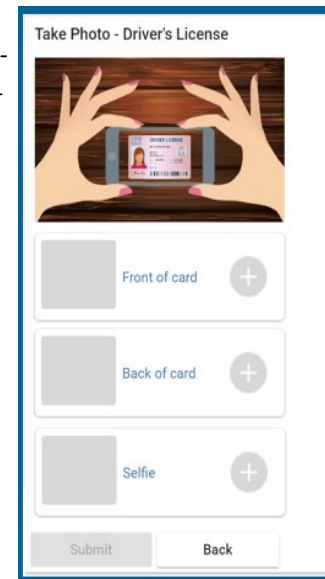 Take Photo - Driver's License
DRIVER LICENSE
Front of card
Back of card
Selfie
Submit
Back